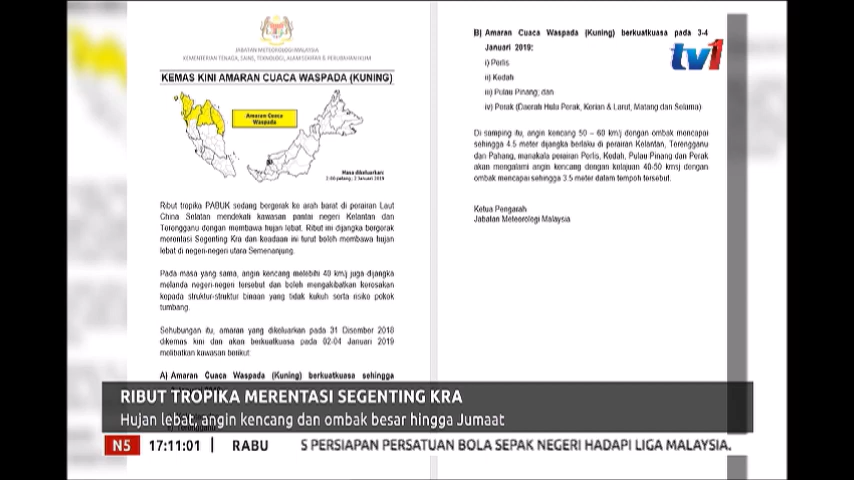 JABATAN METEOROLOGI MALAYSIA
KEMENTERIAN TENAGA, SAINS, TEKNOLOGI, ALAM SEKITAR & PERUBAHAN IKLIM
KEMAS KINI AMARAN CUACA WASPADA (KUNING)
Amaran Cuaca
Waspada
Masa dikeluarkan:
2:00 petang, 2 Januari 2019
Ribut tropika PABUK sedang bergerak ke arah barat di perairan Laut
China Selatan mendekati kawasan pantai negeri Kelantan dan
Terengganu dengan membawa hujan lebat. Ribut ini dijangka bergerak
merentasi Segenting Kra dan keadaan ini turut boleh membawa hujan
lebat di negeri-negeri utara Semenanjung.
Pada masa yang sama, angin kencang melebihi 40 kmj juga dijangka
melanda negeri-negeri tersebut dan boleh mengakibatkan kerosakan
kepada struktur-struktur binaan yang tidak kukuh serta risiko pokok
tumbang.
Sehubungan itu, amaran yang dikeluarkan pada 31 Disember 2018
dikemas kini dan akan berkuatkuasa pada 02-04 Januari 2019
melibatkan kawasan berikut
A) Amaran Cuaca Waspada (Kuning) berkuatkuasa sehingga
B) Amaran Cuaca Waspada (Kuning) berkuatkuasa pada 3-4
Januari 2019:
i) Perlis
ii) Kedah
iii) Pulau Pinang; dan
iv) Perak (Daerah Hulu Perak, Kerian & Larut, Matang dan Selama)
Di samping itu, angin kencang 50 – 60 kmj dengan ombak mencapai
sehingga 4.5 meter dijangka berlaku di perairan Kelantan, Terengganu
dan Pahang, manakala perairan Perlis, Kedah, Pulau Pinang dan Perak
akan mengalami angin kencang dengan kelajuan 40-50 kmj dengan
ombak mencapai sehingga 3.5 meter dalam tempoh tersebut.
Ketua Pengarah
Jabatan Meteorologi Malaysia
tv1
RIBUT TROPIKA MERENTASI SEGENTING KRA
Hujan lebat, angin kencang dan ombak besar hingga Jumaat
N5 17:11:01 | RABU S PERSIAPAN PERSATUAN BOLA SEPAK NEGERI HADAPI LIGA MALAYSIA.